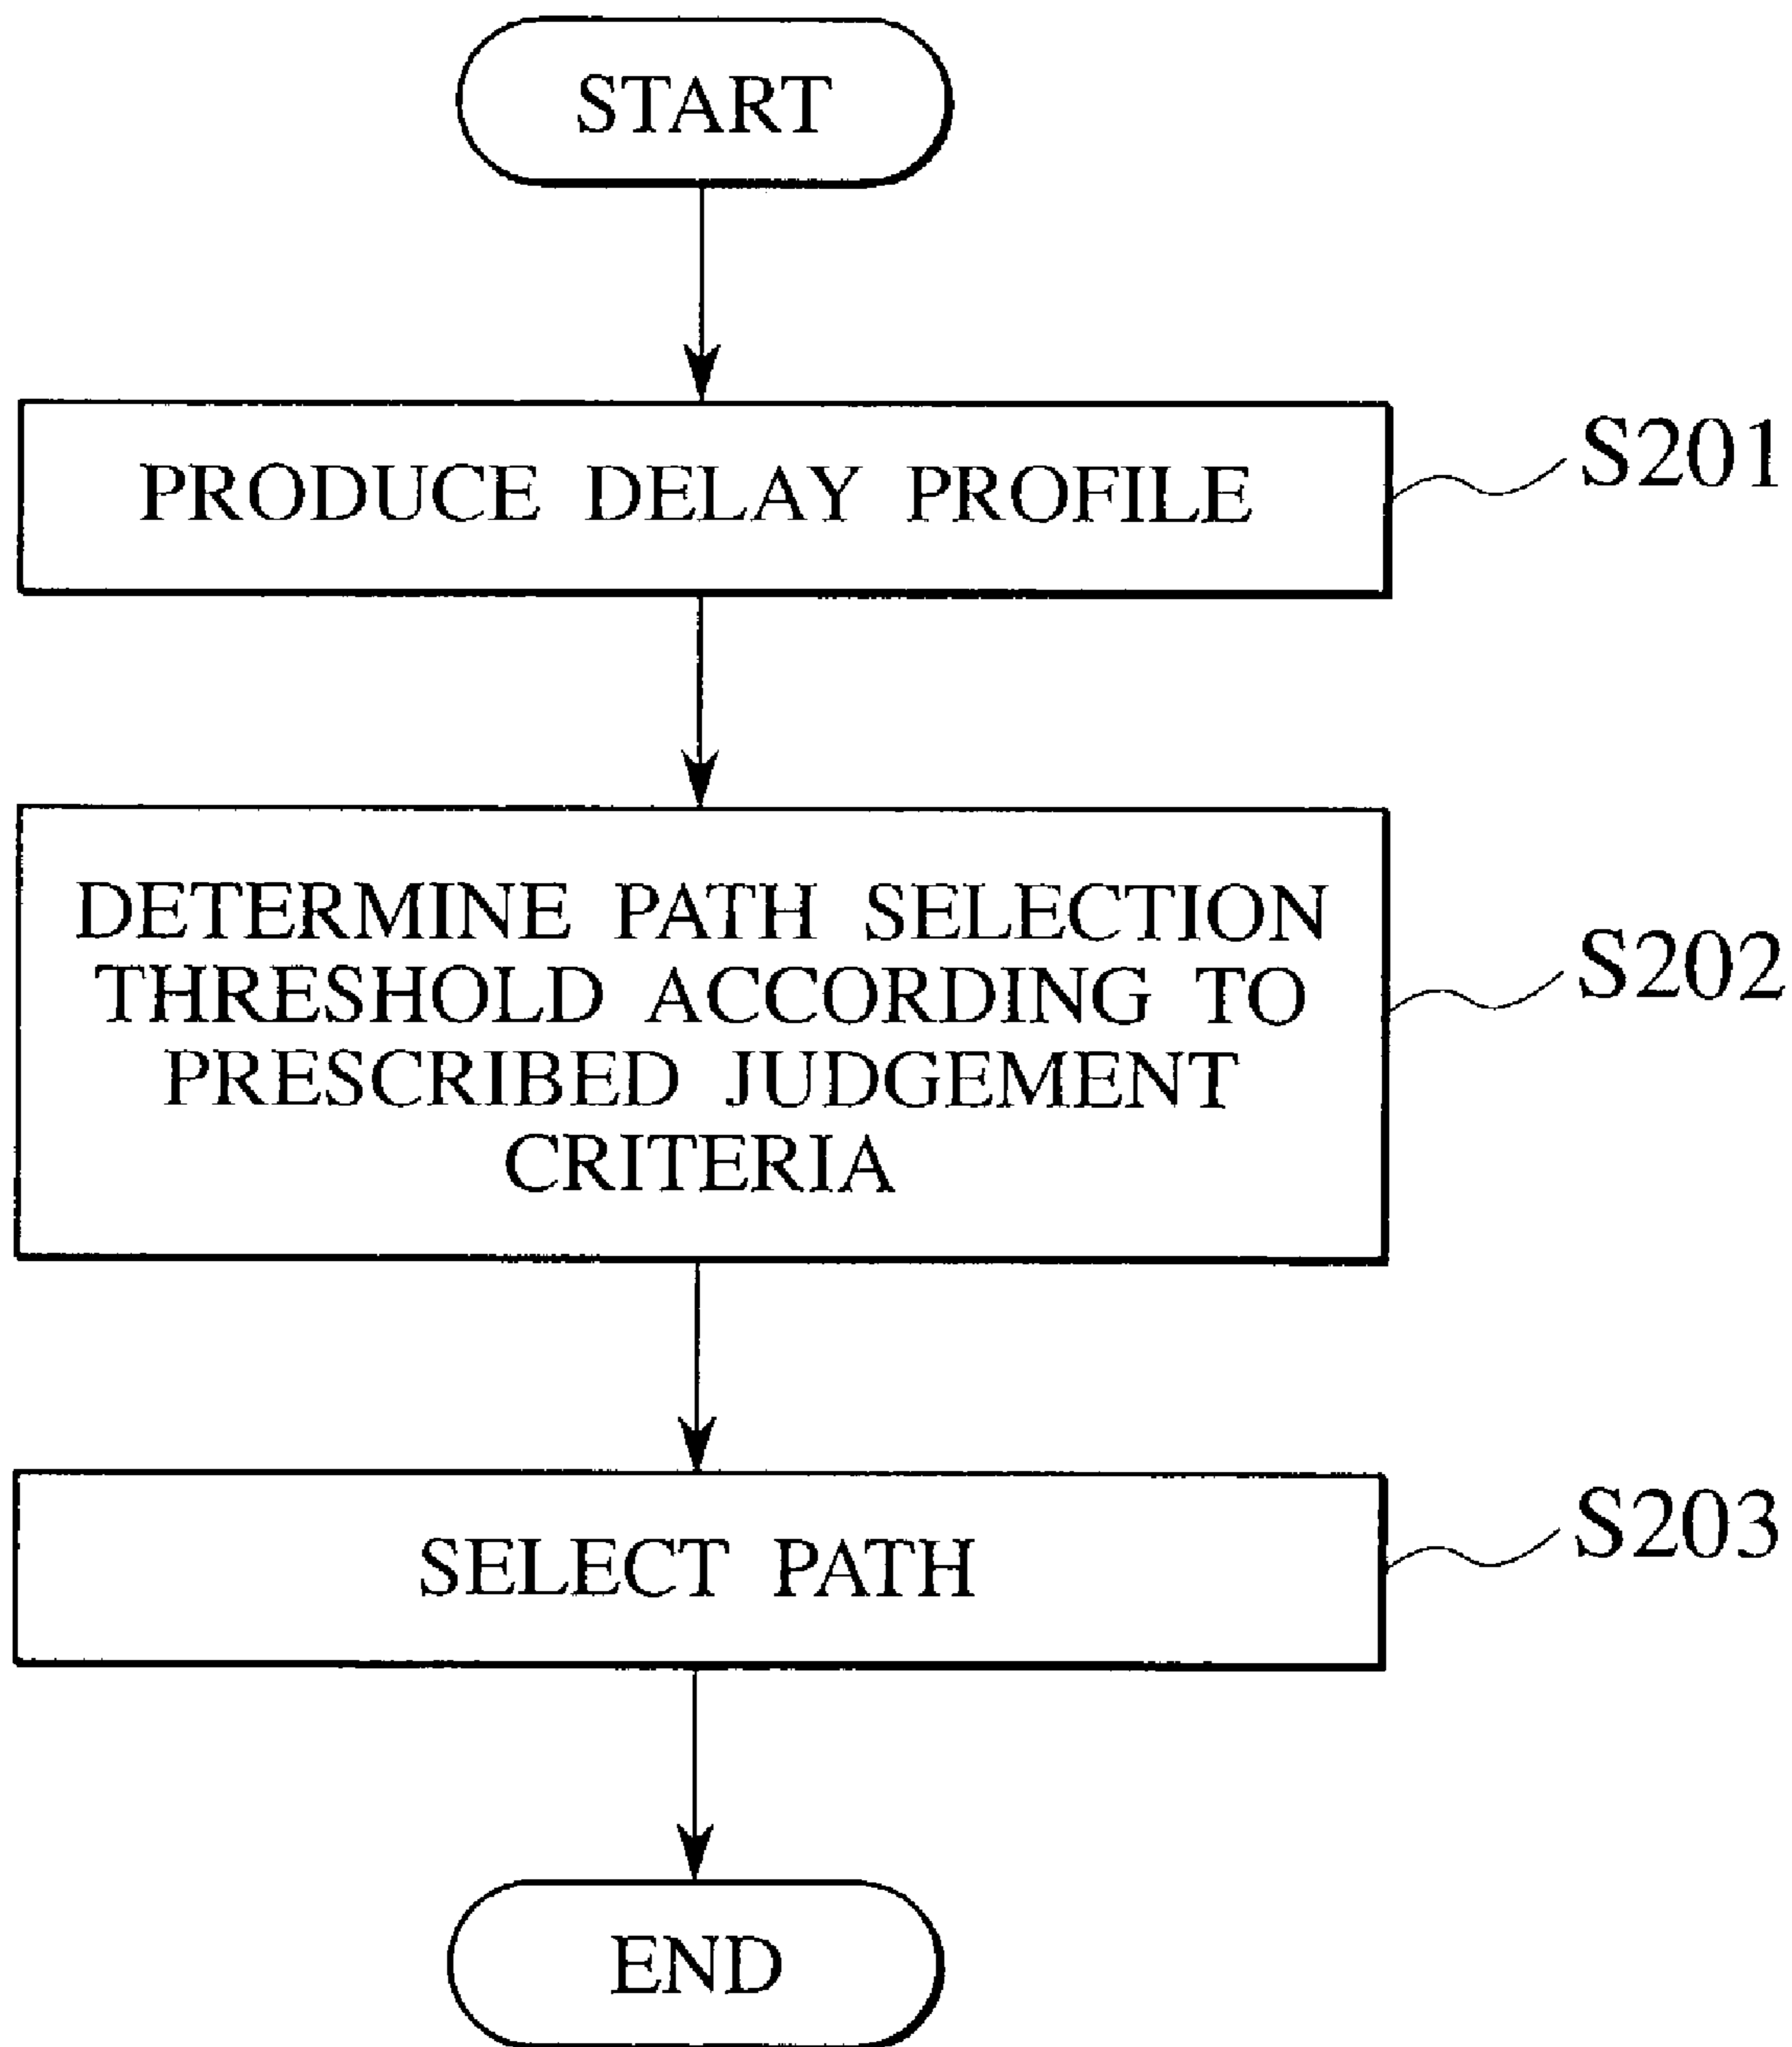 START
PRODUCE DELAY PROFILE
S201
DETERMINE PATH SELECTION
THRESHOLD ACCORDING TO
PRESCRIBED JUDGEMENT
CRITERIA
S202
SELECT PATH
S203
END